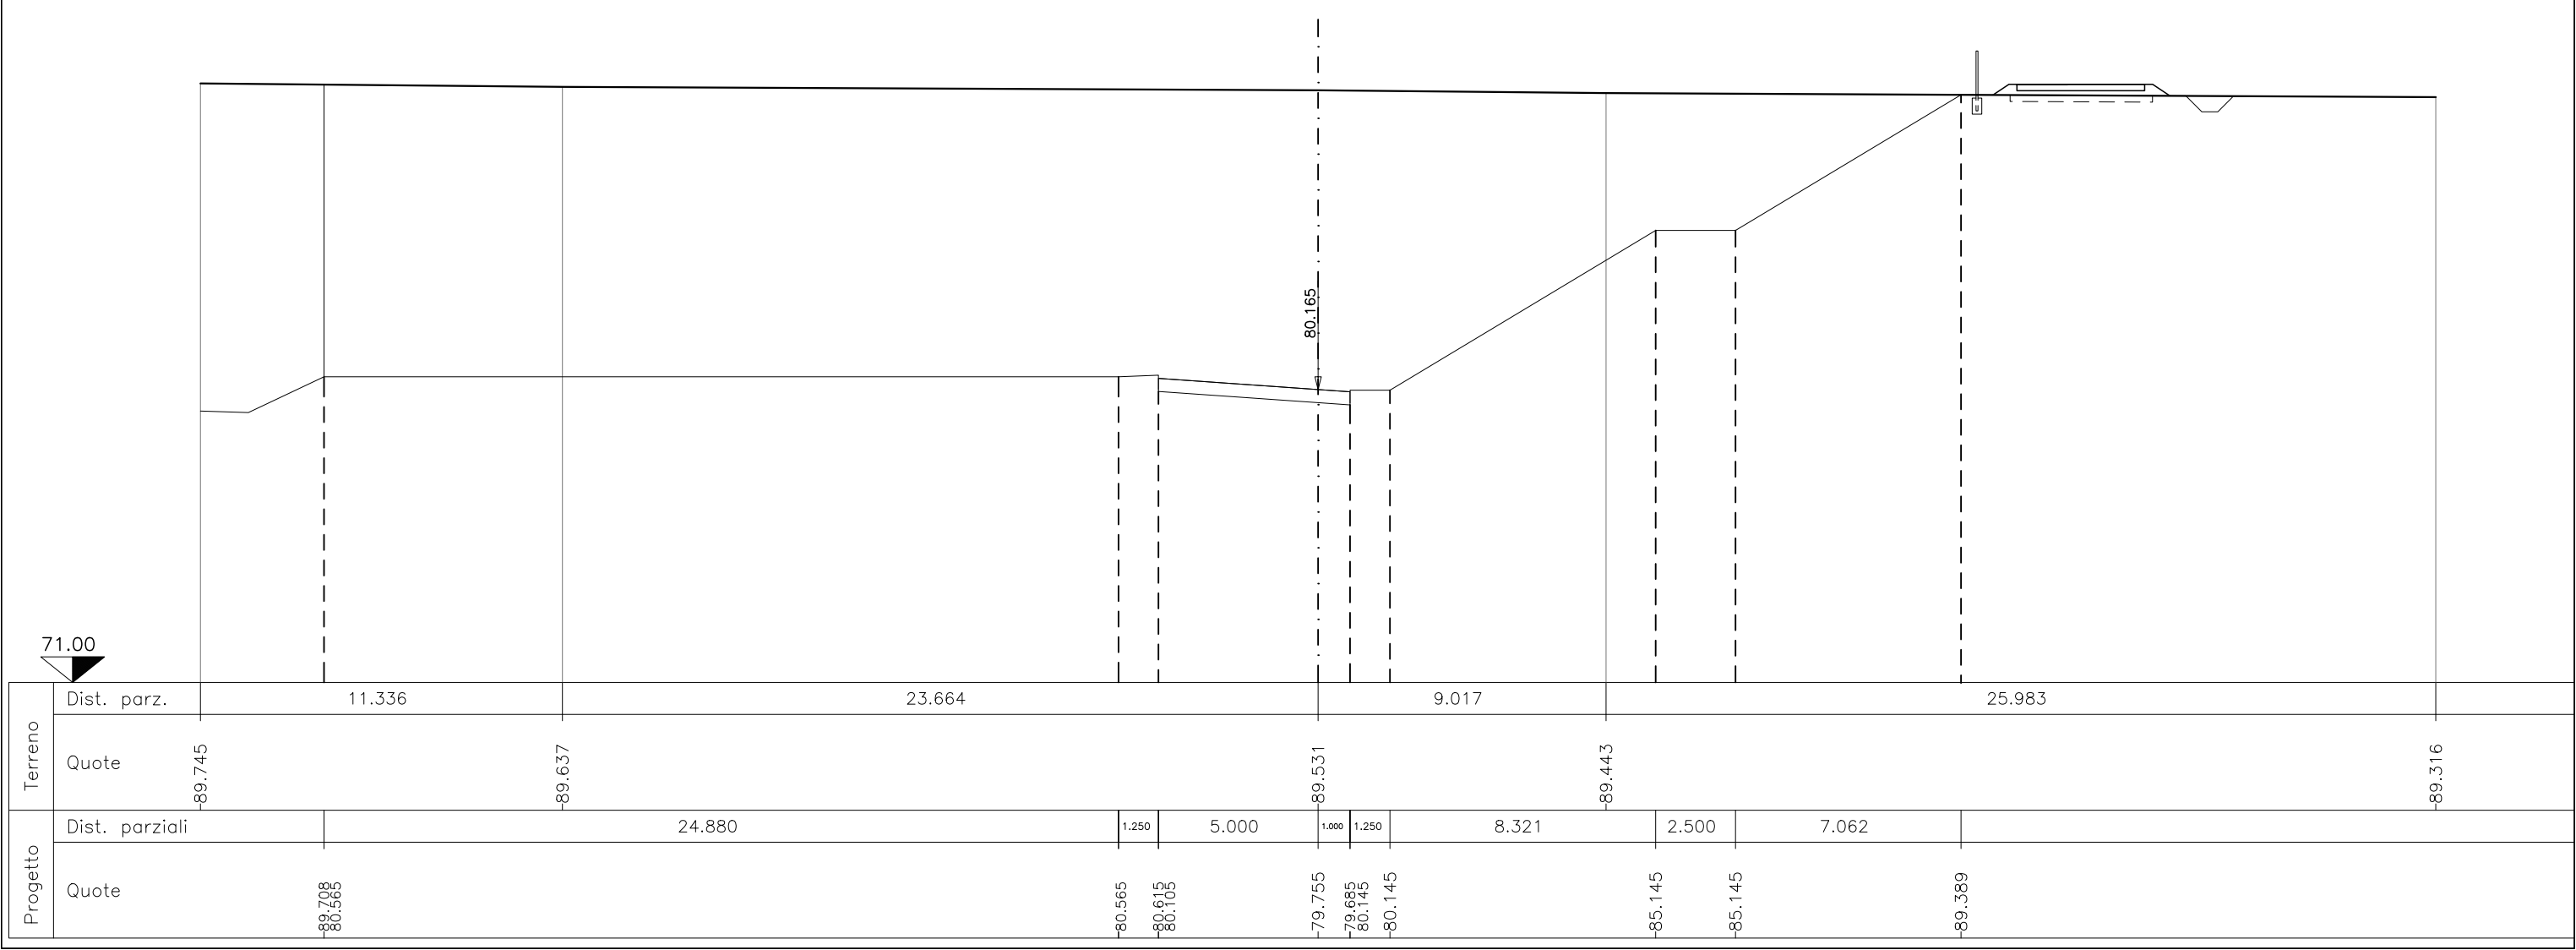 80.165
71.00
Terreno
Dist. parz. 11.336 23.664 9.017 25.983
Quote 89.745 89.637 89.531 89.443 89.316
Progetto
Dist. parziali 24.880 1.250 5.000 1.000 1.250 8.321 2.500 7.062
Quote 89.708 80.565 80.565 80.615 80.105 79.755 79.685 80.145 80.145 85.145 85.145 89.389